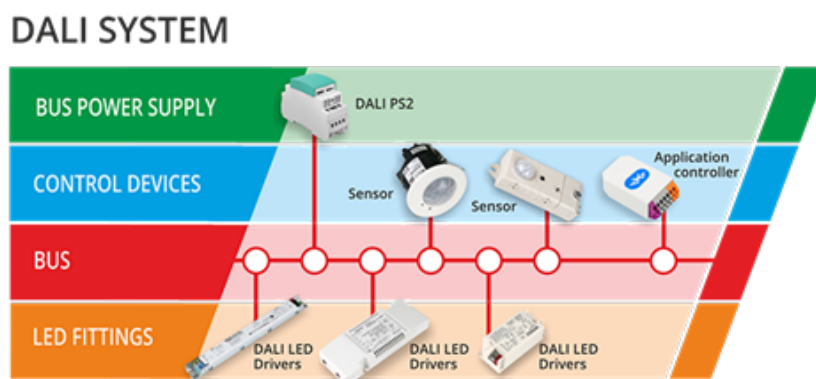 DALI SYSTEM
BUS POWER SUPPLY
DALI PS2
CONTROL DEVICES
Sensor
Sensor
Application
controller
BUS
LED FITTINGS
DALI LED
Drivers
DALI LED
Drivers
DALI LED
Drivers